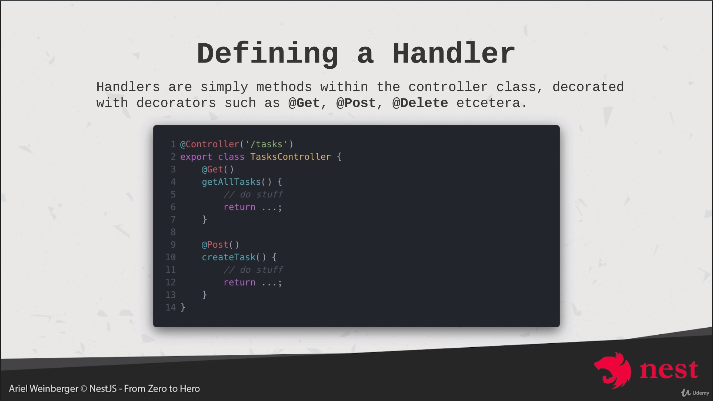 Defining a Handler
Handlers are simply methods within the controller class, decorated
with decorators such as @Get, @Post, @Delete etcetera.
1 @Controller('/tasks')
2 export class TasksController {
3     @Get()
4     getAllTasks() {
5         // do stuff
6         return ...;
7     }
8
9     @Post()
10     createTask() {
11         // do stuff
12         return ...;
13     }
14 }
nest
Ariel Weinberger © NestJS - From Zero to Hero
Udemy